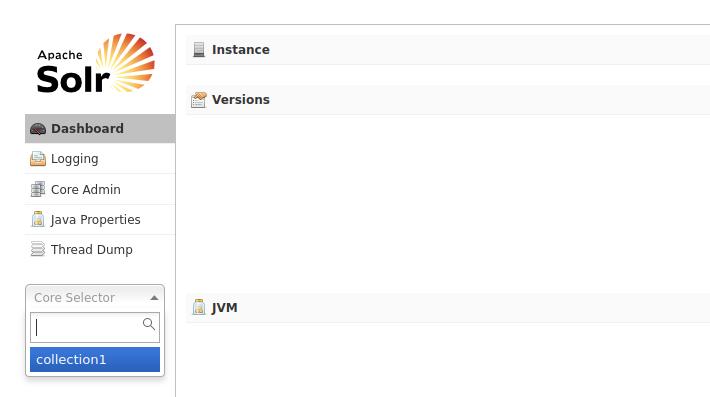 Apache
Solr
Dashboard
Logging
Core Admin
Java Properties
Thread Dump
Core Selector
collection1
Instance
Versions
JVM